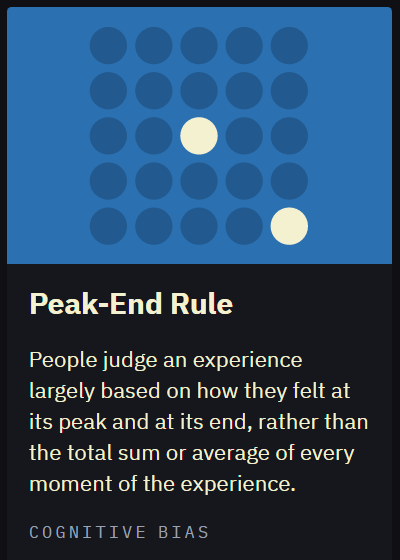 Peak-End Rule
People judge an experience
largely based on how they felt at
its peak and at its end, rather than
the total sum or average of every
moment of the experience.
COGNITIVE BIAS